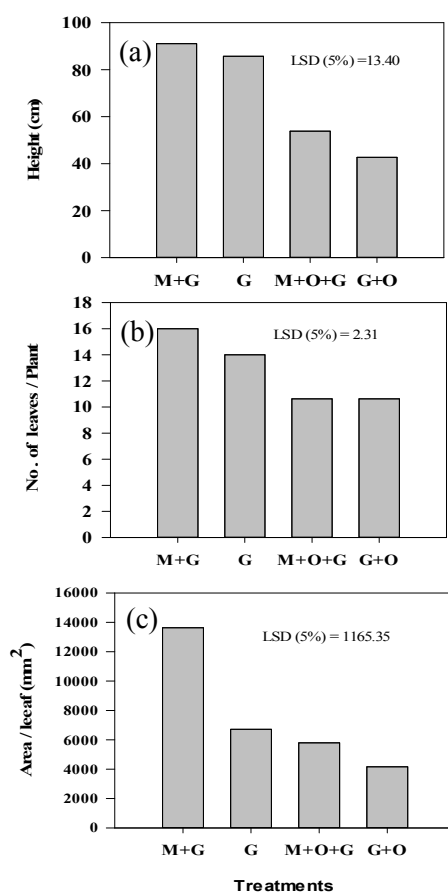 100
(a)
LSD (5%) =13.40
80
60
40
20
0
Height (cm)
M+G G M+O+G G+O
18
(b)
LSD (5%) = 2.31
16
14
12
10
8
6
4
2
0
No. of leaves / Plant
M+G G M+O+G G+O
16000
(c)
LSD (5%) = 1165.35
14000
12000
10000
8000
6000
4000
2000
0
Area / lceaf (mm²)
M+G G M+O+G G+O
Treatments